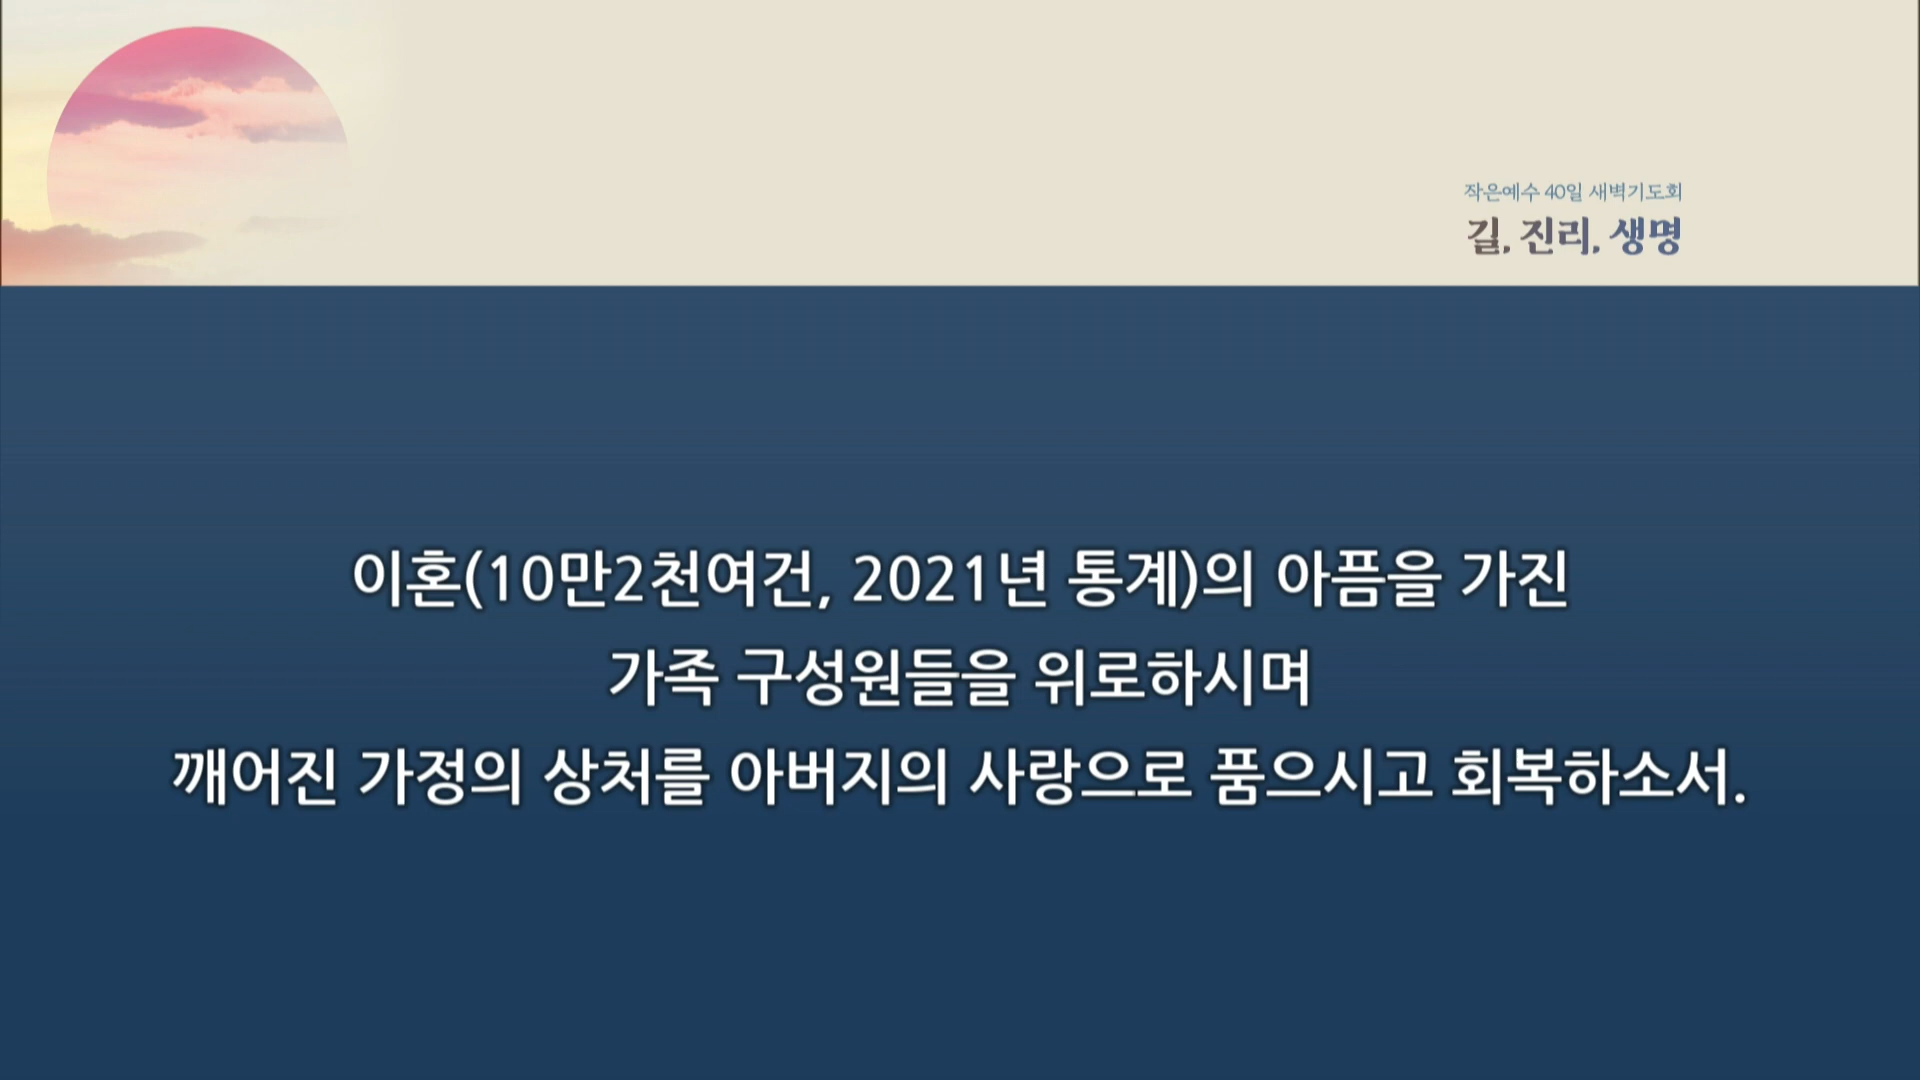 작은예수 40일 새벽기도회
길, 진리, 생명
이혼(10만2천여건, 2021년 통계)의 아픔을 가진
가족 구성원들을 위로하시며
깨어진 가정의 상처를 아버지의 사랑으로 품으시고 회복하소서.